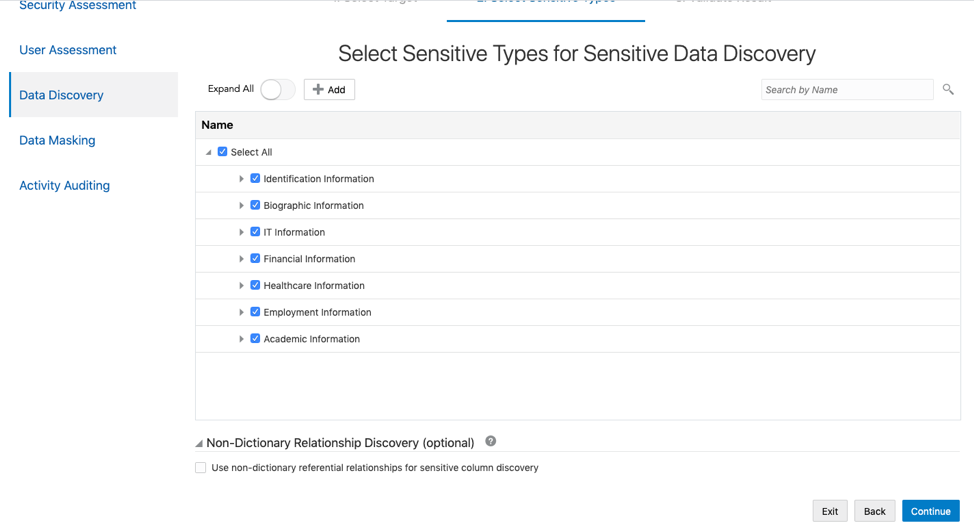 Security Assessment
User Assessment
Data Discovery
Data Masking
Activity Auditing
Select Sensitive Types for Sensitive Data Discovery
Expand All
Add
Search by Name
Name
Select All
Identification Information
Biographic Information
IT Information
Financial Information
Healthcare Information
Employment Information
Academic Information
Non-Dictionary Relationship Discovery (optional) ?
Use non-dictionary referential relationships for sensitive column discovery
Exit
Back
Continue